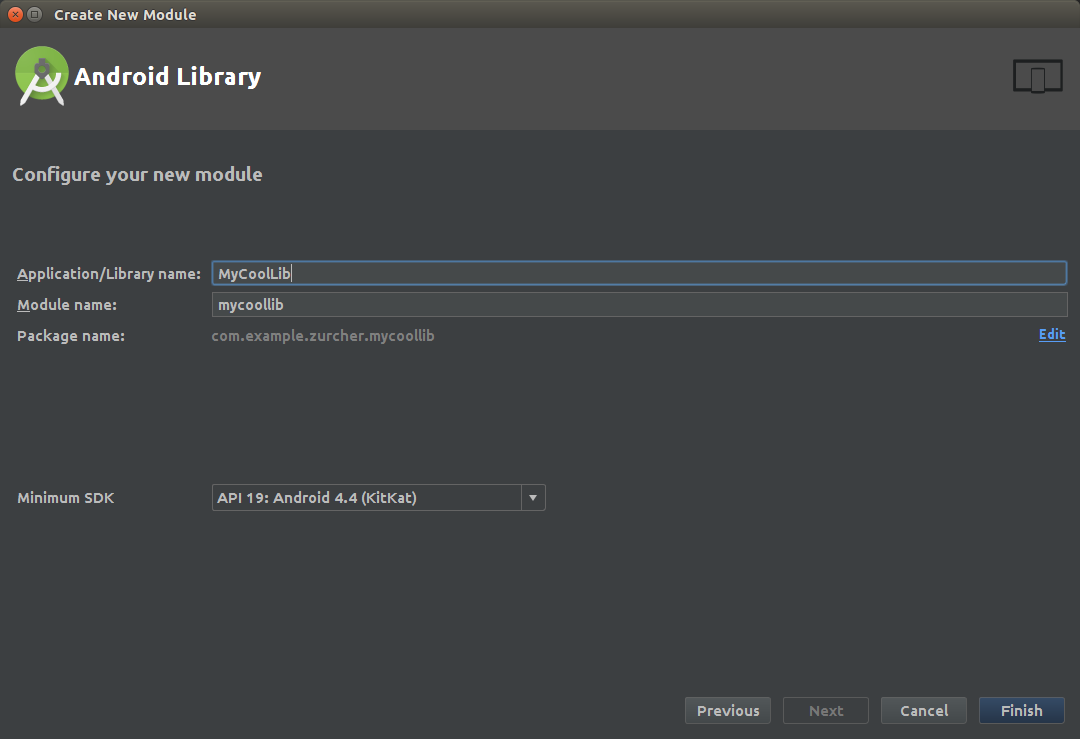 Create New Module
Android Library
Configure your new module
Application/Library name: MyCoolLib
Module name: mycoollib
Package name: com.example.zurcher.mycoollib Edit
Minimum SDK API 19: Android 4.4 (KitKat)
Previous Next Cancel Finish